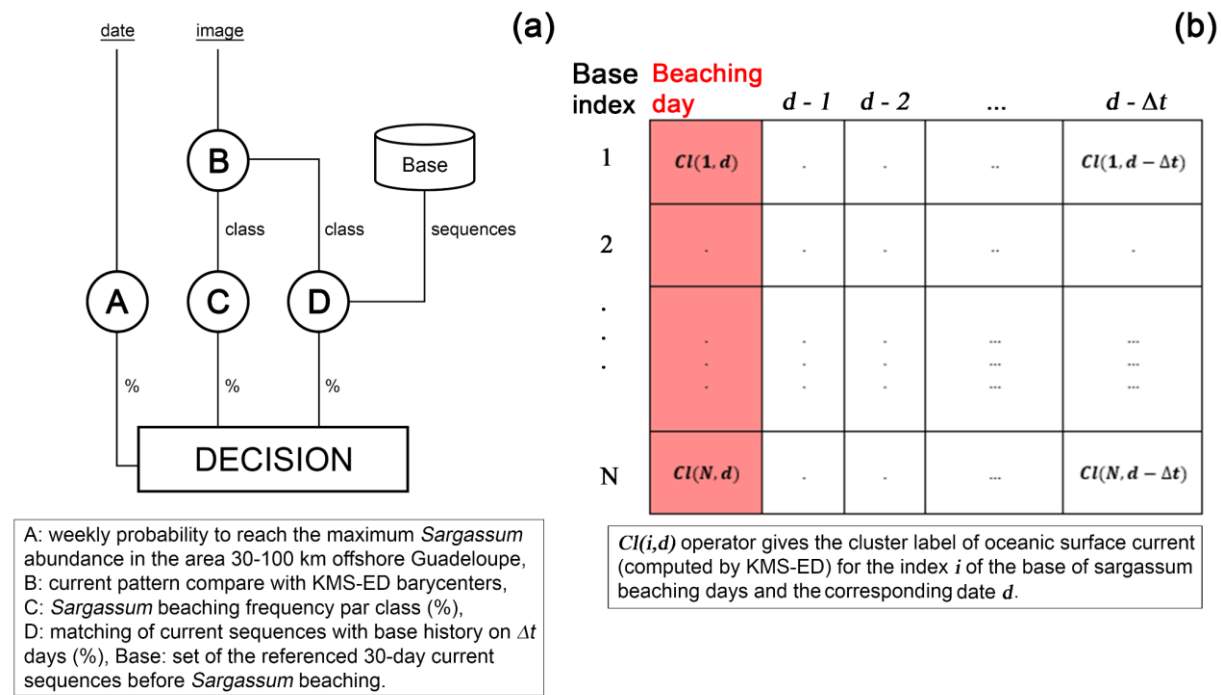 date
image
(a)
B
Base
class
class
sequences
A
C
D
%
%
%
DECISION
A: weekly probability to reach the maximum Sargassum
abundance in the area 30-100 km offshore Guadeloupe,
B: current pattern compare with KMS-ED barycenters,
C: Sargassum beaching frequency par class (%),
D: matching of current sequences with base history on Δt
days (%), Base: set of the referenced 30-day current
sequences before Sargassum beaching.
(b)
Base
index
Beaching
day
d - 1
d - 2
...
d - Δt
1
Cl(1, d)
.
.
..
Cl(1, d − Δt)
2
.
.
.
..
.
.
.
.
.
.
...
...
.
.
.
.
...
...
.
.
.
.
...
...
N
Cl(N, d)
.
.
...
Cl(N, d − Δt)
Cl(i,d) operator gives the cluster label of oceanic surface current
(computed by KMS-ED) for the index i of the base of sargassum
beaching days and the corresponding date d.